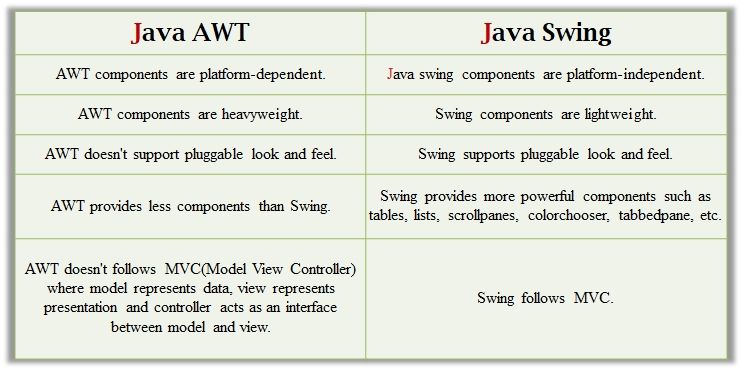 Java AWT
Java Swing
AWT components are platform-dependent.
Java swing components are platform-independent.
AWT components are heavyweight.
Swing components are lightweight.
AWT doesn't support pluggable look and feel.
Swing supports pluggable look and feel.
AWT provides less components than Swing.
Swing provides more powerful components such as
tables, lists, scrollpanes, colorchooser, tabbedpane, etc.
AWT doesn't follows MVC(Model View Controller)
where model represents data, view represents
presentation and controller acts as an interface
between model and view.
Swing follows MVC.